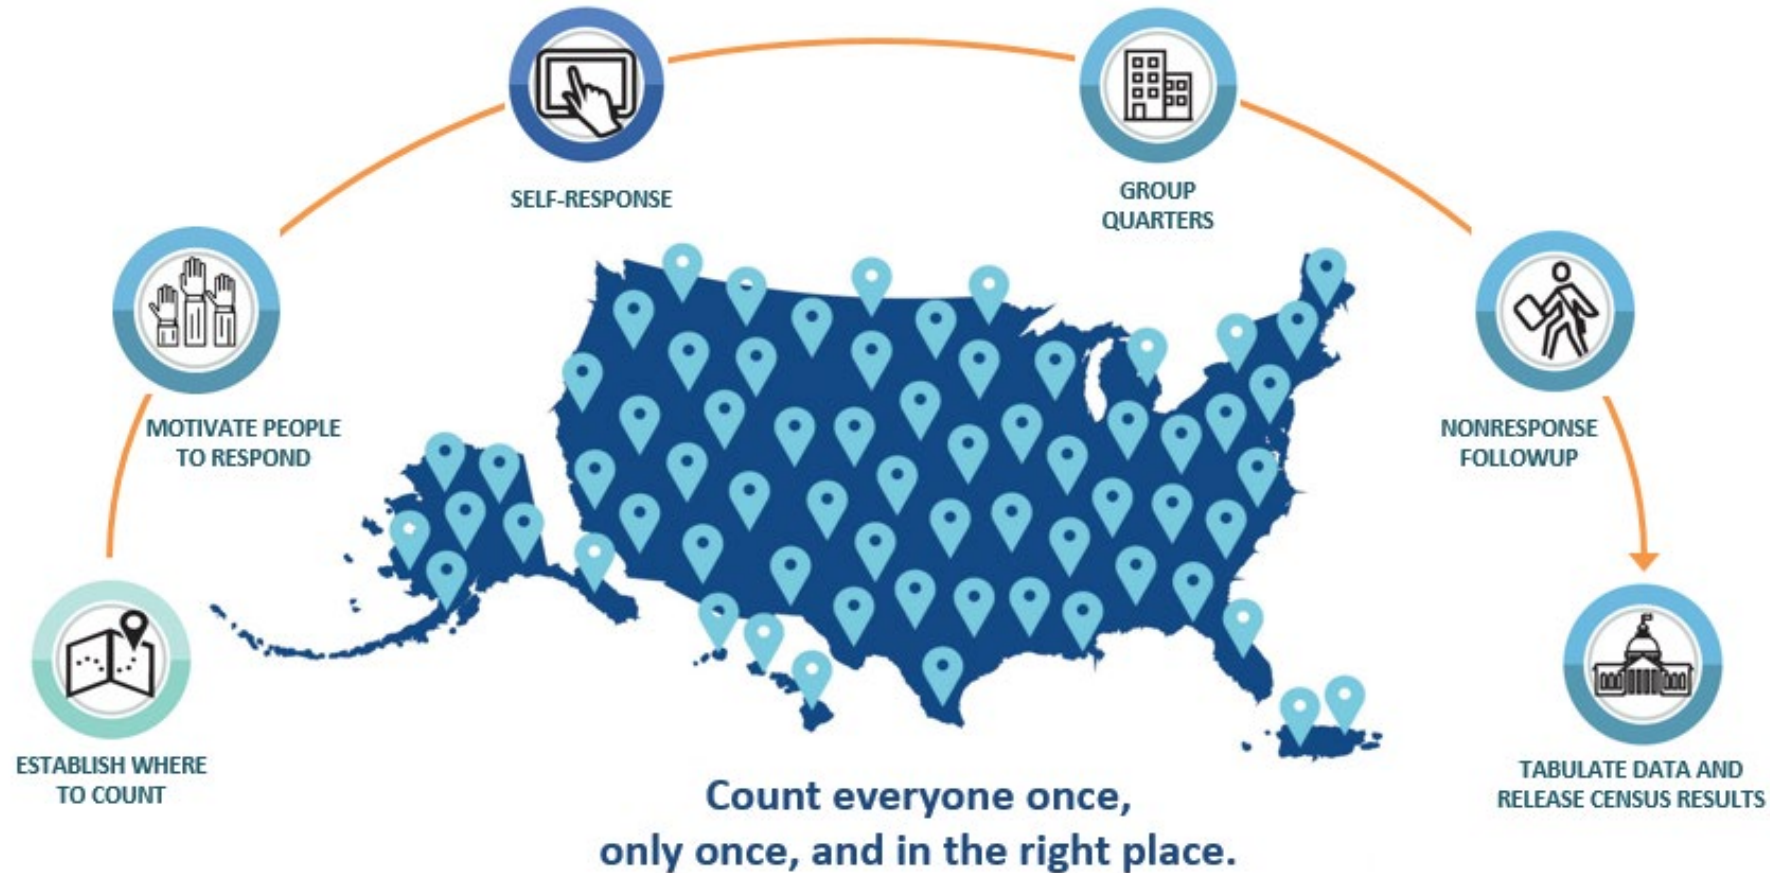 ESTABLISH WHERE
TO COUNT
MOTIVATE PEOPLE
TO RESPOND
SELF-RESPONSE
GROUP
QUARTERS
NONRESPONSE
FOLLOWUP
TABULATE DATA AND
RELEASE CENSUS RESULTS
Count everyone once,
only once, and in the right place.